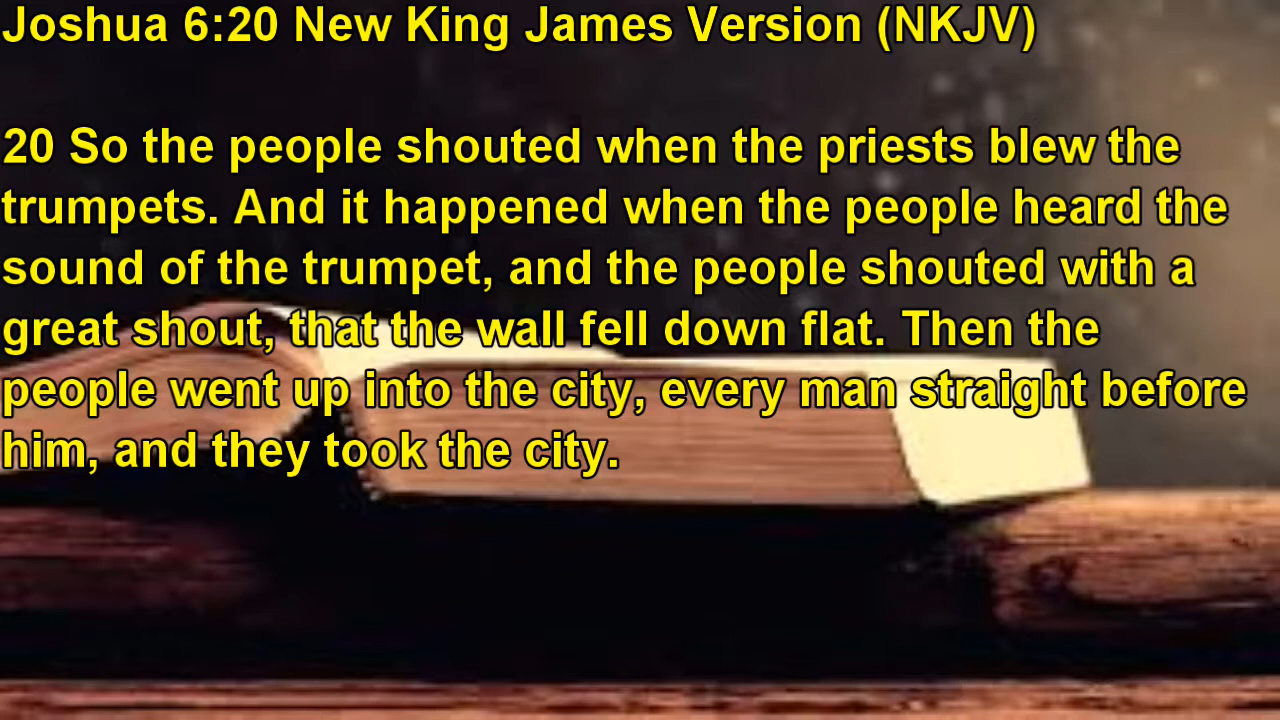 Joshua 6:20 New King James Version (NKJV)
20 So the people shouted when the priests blew the
trumpets. And it happened when the people heard the
sound of the trumpet, and the people shouted with a
great shout, that the wall fell down flat. Then the
people went up into the city, every man straight before
him, and they took the city.